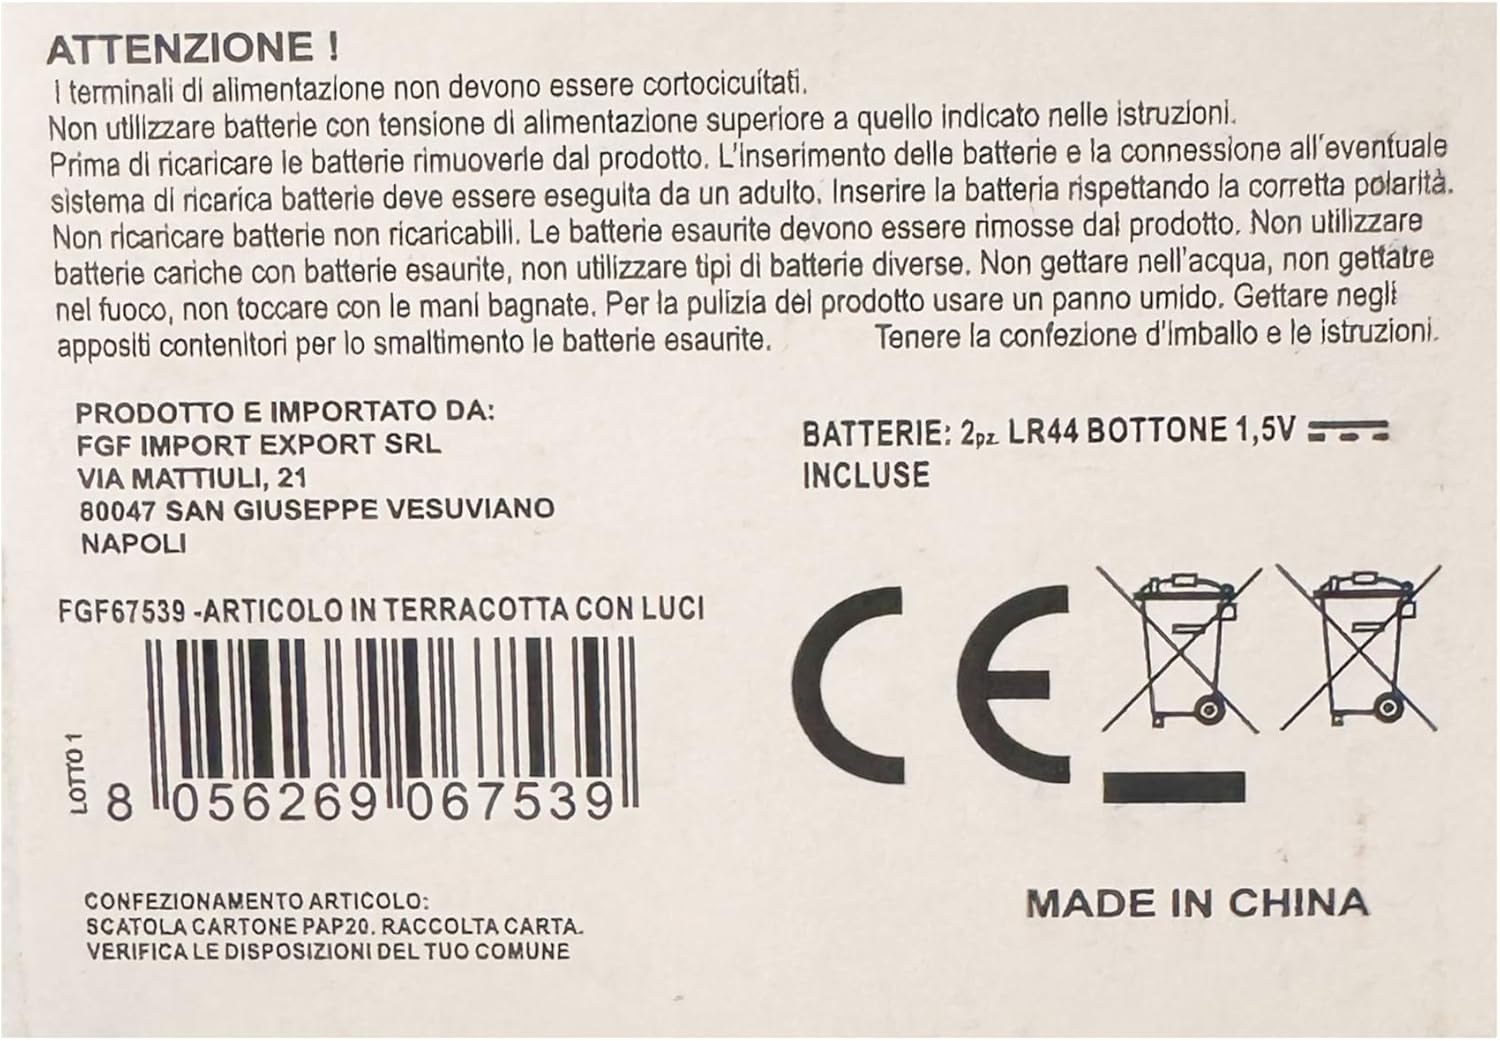 ATTENZIONE !
I terminali di alimentazione non devono essere cortocicuitati.
Non utilizzare batterie con tensione di alimentazione superiore a quello indicato nelle istruzioni.
Prima di ricaricare le batterie rimuoverle dal prodotto. L'inserimento delle batterie e la connessione all'eventuale
sistema di ricarica batterie deve essere eseguita da un adulto. Inserire la batteria rispettando la corretta polarità.
Non ricaricare batterie non ricaricabili. Le batterie esaurite devono essere rimosse dal prodotto. Non utilizzare
batterie cariche con batterie esaurite, non utilizzare tipi di batterie diverse. Non gettare nell'acqua, non gettatre
nel fuoco, non toccare con le mani bagnate. Per la pulizia del prodotto usare un panno umido. Gettare negli
appositi contenitori per lo smaltimento le batterie esaurite. Tenere la confezione d'imballo e le istruzioni.
PRODOTTO E IMPORTATO DA:
FGF IMPORT EXPORT SRL
VIA MATTIULI, 21
80047 SAN GIUSEPPE VESUVIANO
NAPOLI
BATTERIE: 2pz LR44 BOTTONE 1,5V
INCLUSE
FGF67539 -ARTICOLO IN TERRACOTTA CON LUCI
LOTTO 1
8 056269 067539
CE
CONFEZIONAMENTO ARTICOLO:
SCATOLA CARTONE PAP20. RACCOLTA CARTA.
VERIFICA LE DISPOSIZIONI DEL TUO COMUNE
MADE IN CHINA